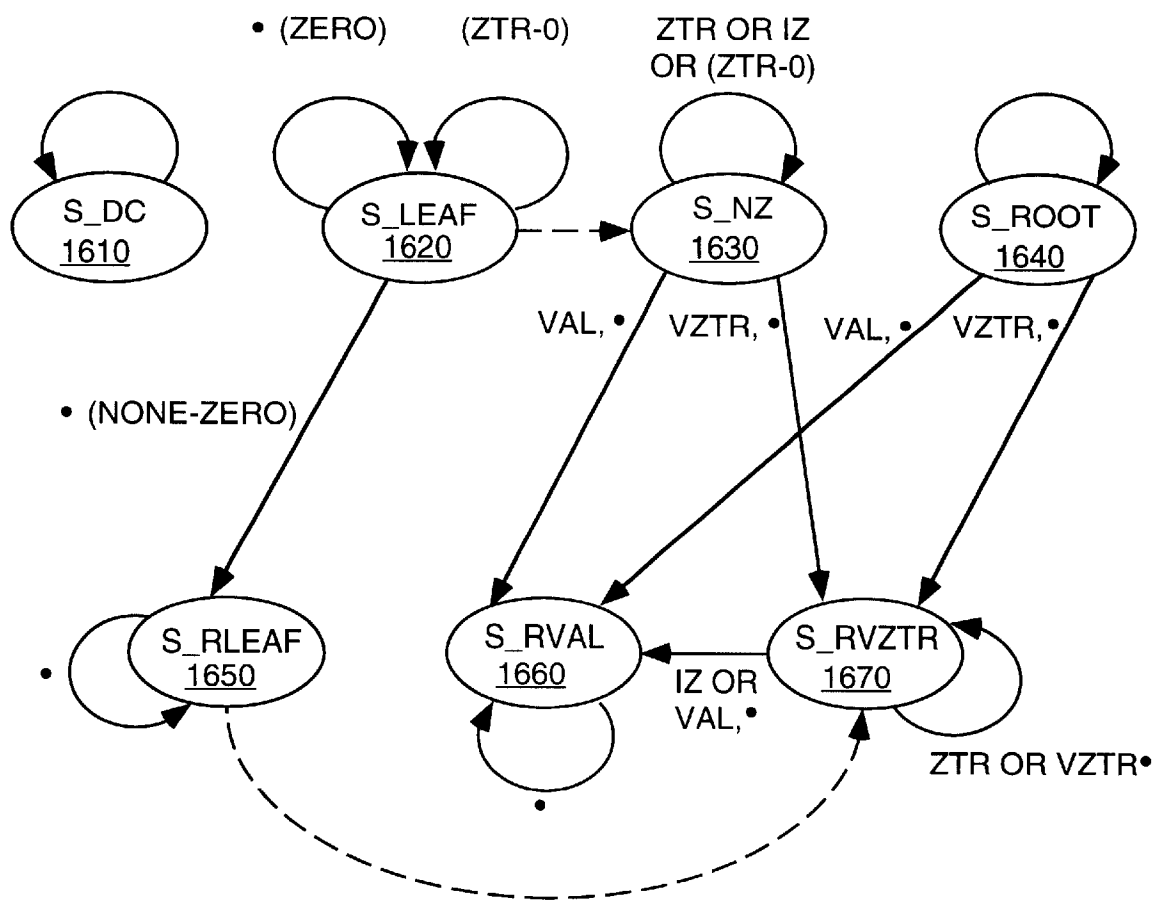 • (ZERO)
(ZTR-0)
ZTR OR IZ
OR (ZTR-0)
S_DC
1610
S_LEAF
1620
S_NZ
1630
S_ROOT
1640
VAL, •
VZTR, •
VAL, •
VZTR, •
• (NONE-ZERO)
S_RLEAF
1650
S_RVAL
1660
S_RVZTR
1670
•
IZ OR
VAL, •
ZTR OR VZTR•
•